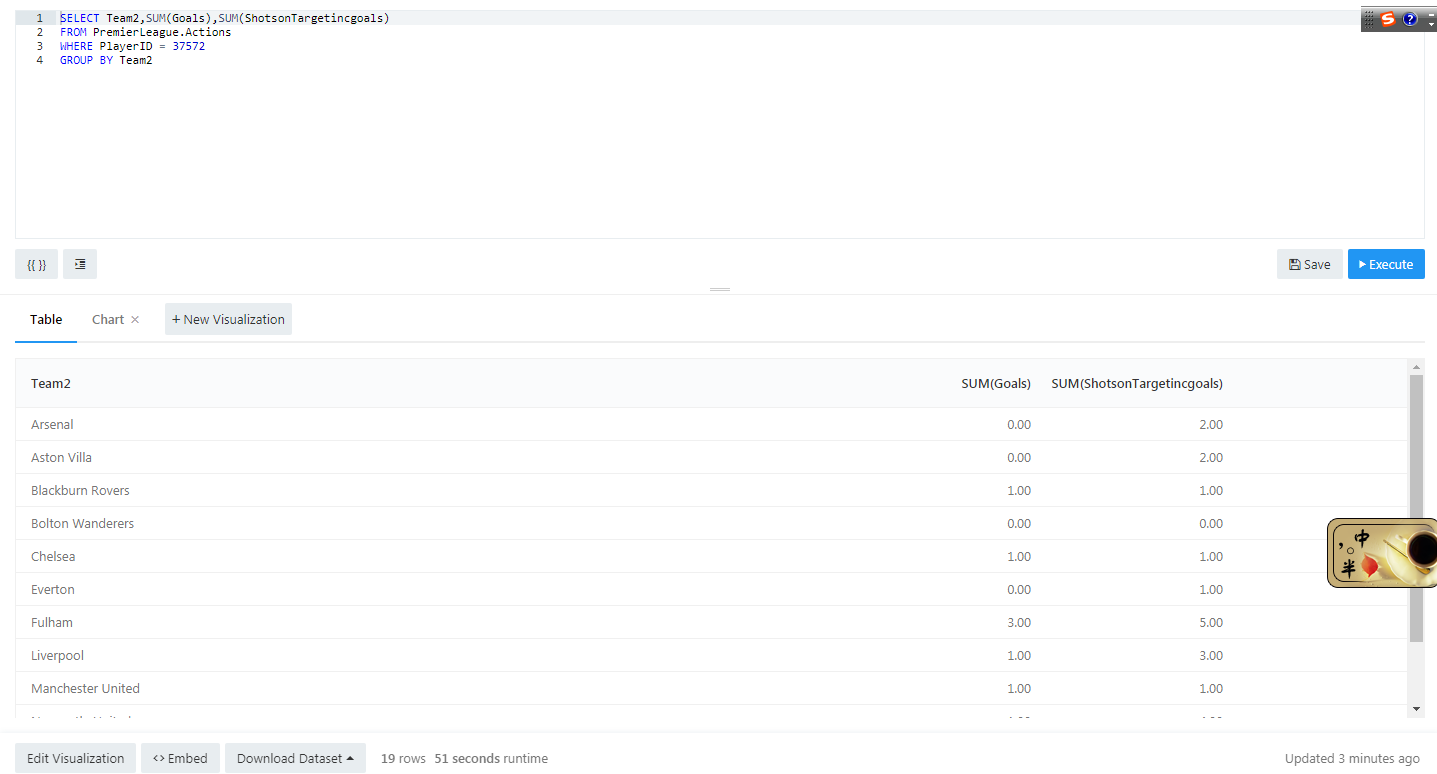 1 SELECT Team2,SUM(Goals),SUM(ShotsonTargetincgoals)
2 FROM PremierLeague.Actions
3 WHERE PlayerID = 37572
4 GROUP BY Team2
S ?
{{ }}
Save Execute
Table Chart × + New Visualization
Team2 SUM(Goals) SUM(ShotsonTargetincgoals)
Arsenal 0.00 2.00
Aston Villa 0.00 2.00
Blackburn Rovers 1.00 1.00
Bolton Wanderers 0.00 0.00
Chelsea 1.00 1.00
,。中
半
Everton 0.00 1.00
Fulham 3.00 5.00
Liverpool 1.00 3.00
Manchester United 1.00 1.00
Edit Visualization <> Embed Download Dataset 19 rows 51 seconds runtime Updated 3 minutes ago